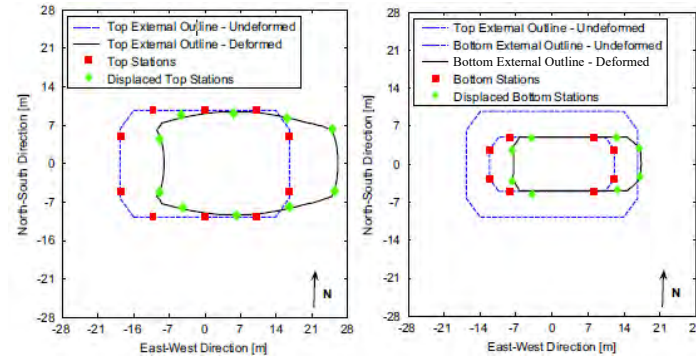 28
21
14
7
0
-7
-14
-21
-28
North-South Direction [m]
Top External Outline - Undeformed
Top External Outline - Deformed
Top Stations
Displaced Top Stations
N
-28 -21 -14 -7 0 7 14 21 28
East-West Direction [m]
28
21
14
7
0
-7
-14
-21
-28
North-South Direction [m]
Top External Outline - Undeformed
Bottom External Outline - Undeformed
Bottom External Outline - Deformed
Bottom Stations
Displaced Bottom Stations
N
-28 -21 -14 -7 0 7 14 21 28
East-West Direction [m]